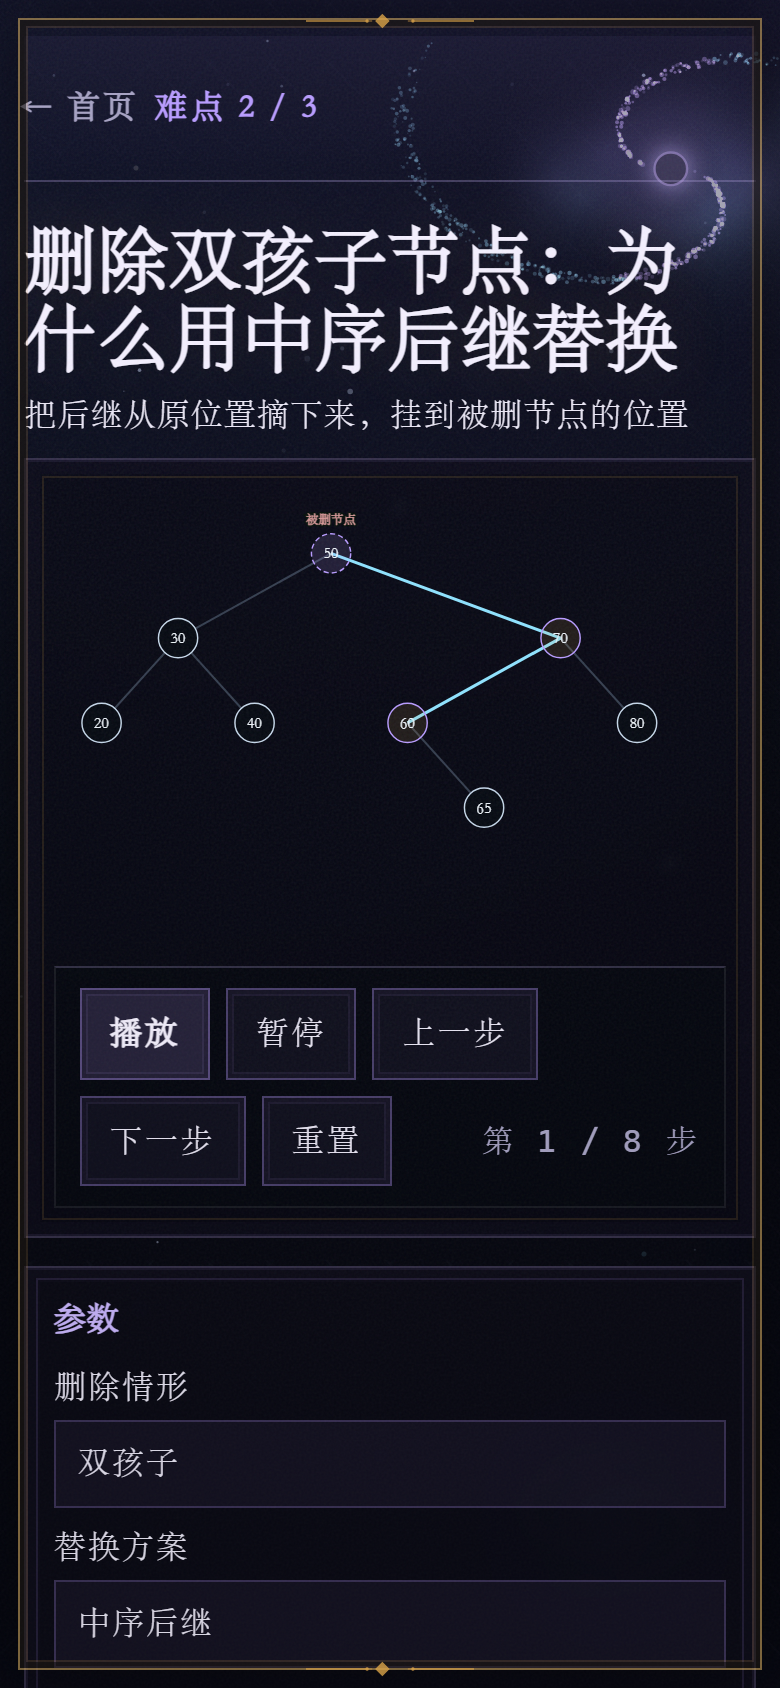 ← 首页 难点 2 / 3
删除双孩子节点：为
什么用中序后继替换
把后继从原位置摘下来，挂到被删节点的位置
被删节点
50
30
70
20
40
60
80
65
播放
暂停
上一步
下一步
重置
第 1 / 8 步
参数
删除情形
双孩子
替换方案
中序后继